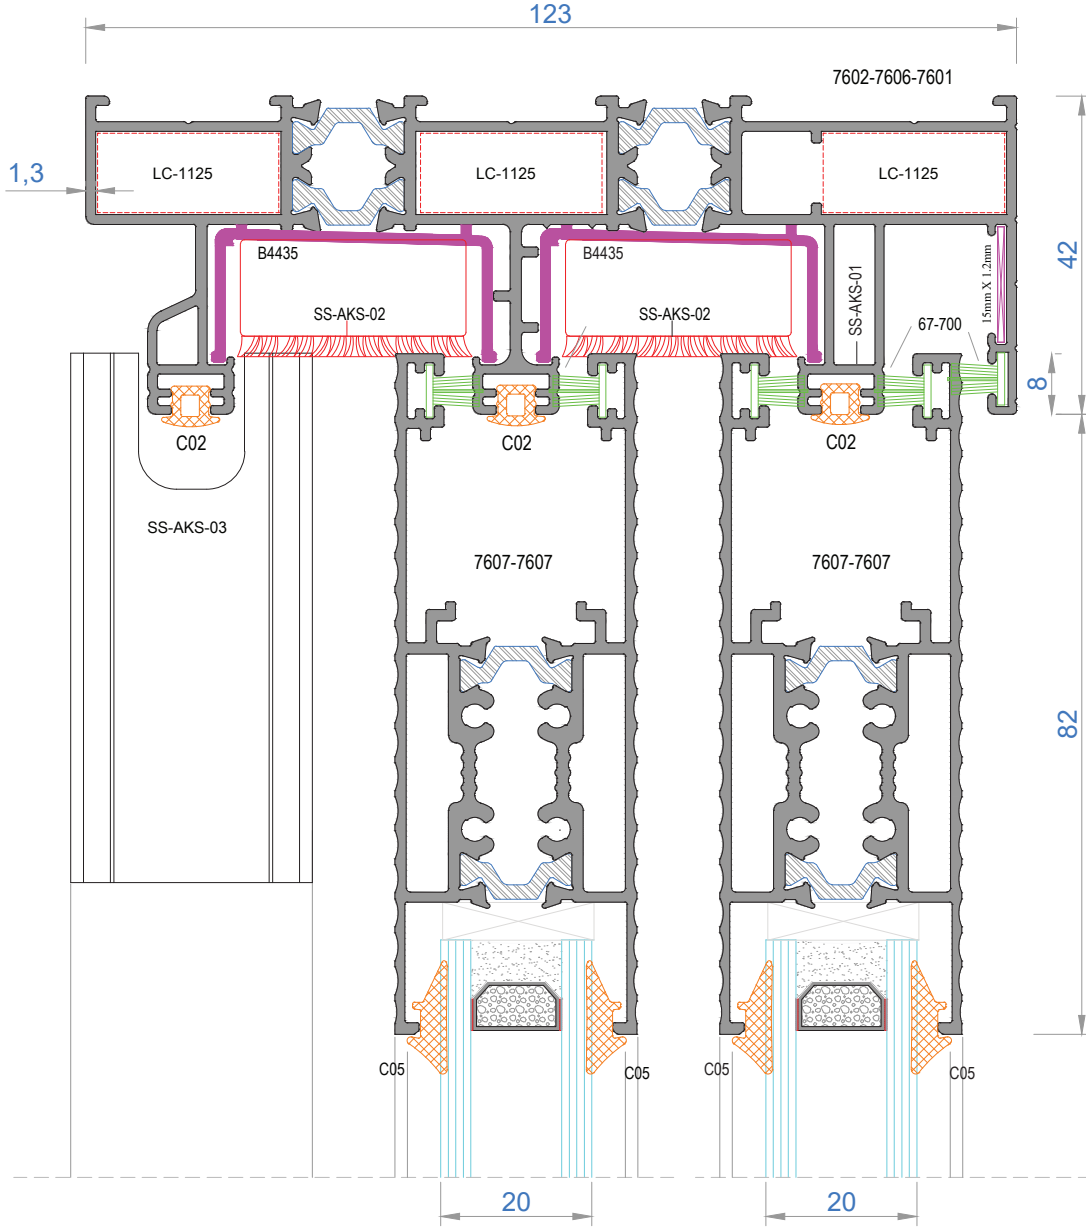 123
7602-7606-7601
1,3
LC-1125
LC-1125
LC-1125
42
B4435
B4435
SS-AKS-01
15mm X 1.2mm
SS-AKS-02
SS-AKS-02
67-700
8
C02
C02
C02
SS-AKS-03
7607-7607
7607-7607
82
C05
C05
C05
C05
20
20